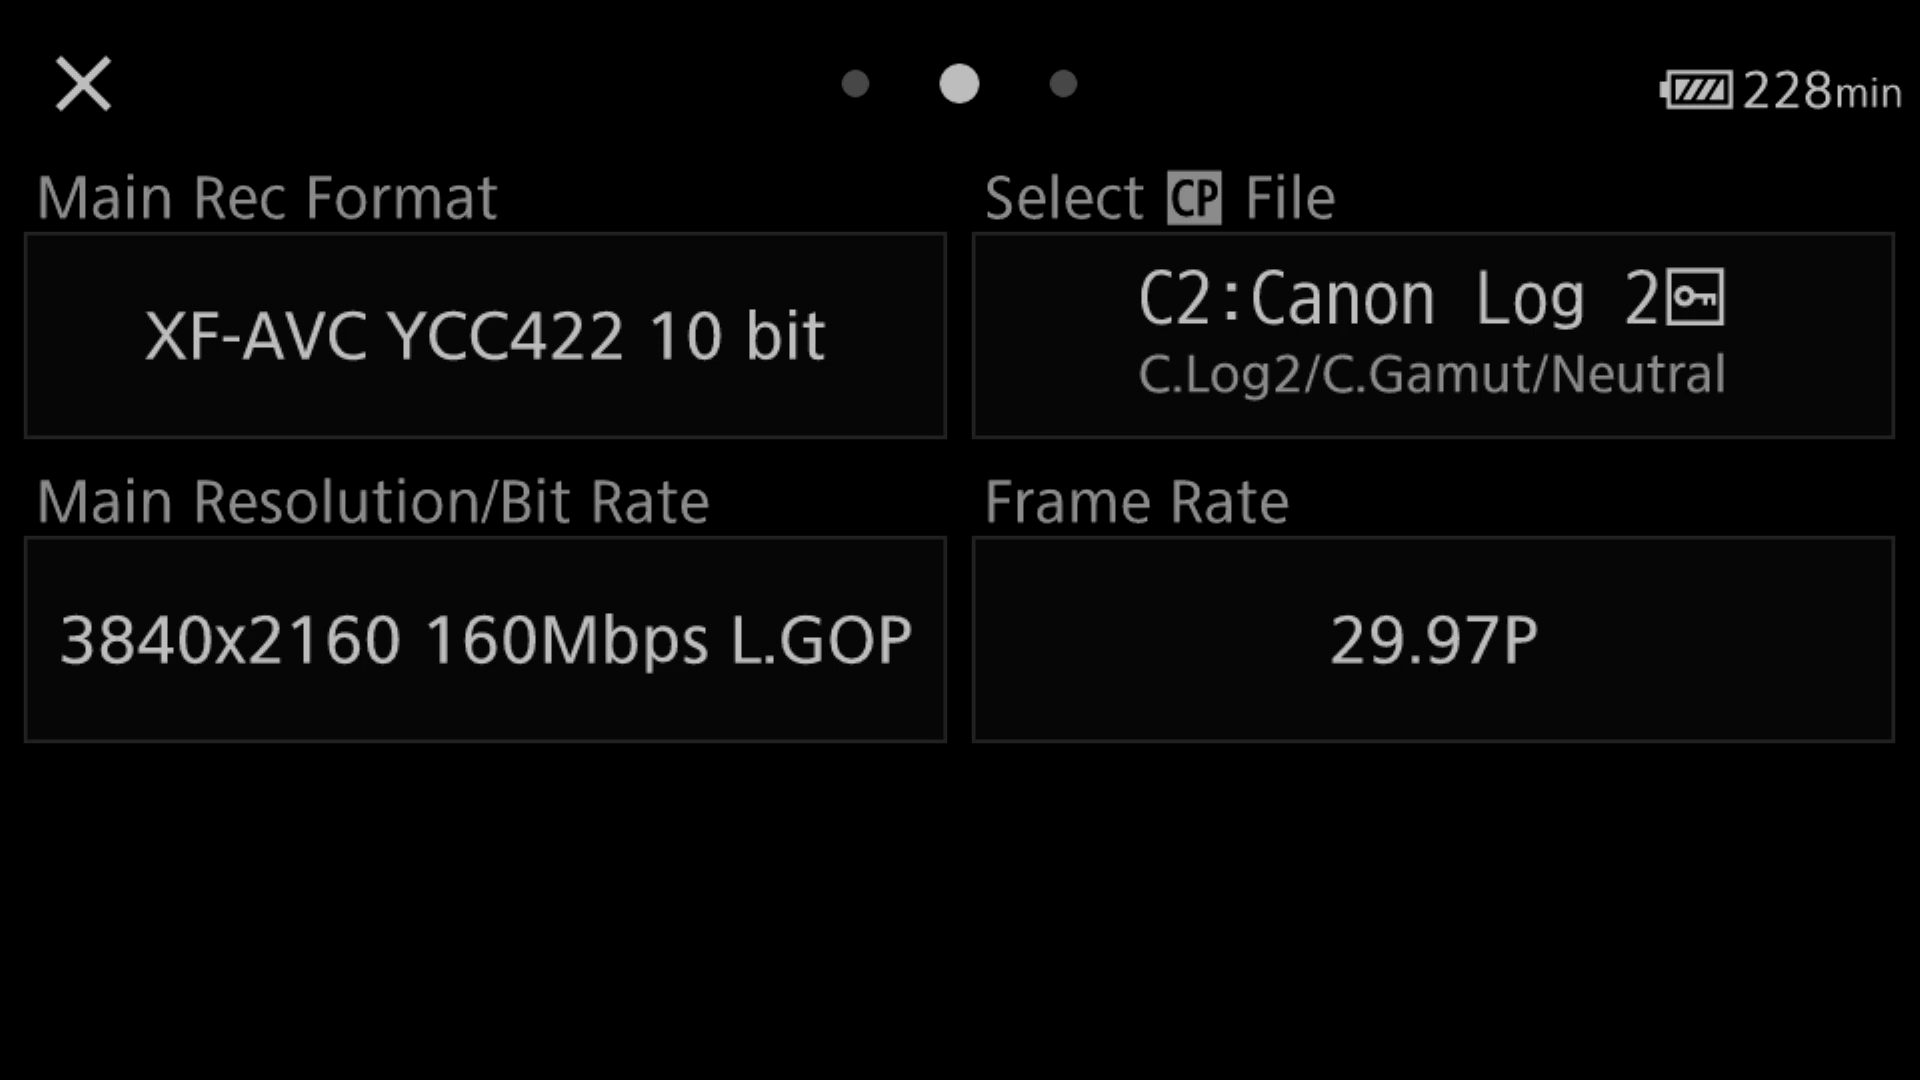 228min
Main Rec Format
XF-AVC YCC422 10 bit
Select CP File
C2:Canon Log 2
C.Log2/C.Gamut/Neutral
Main Resolution/Bit Rate
3840x2160 160Mbps L.GOP
Frame Rate
29.97P